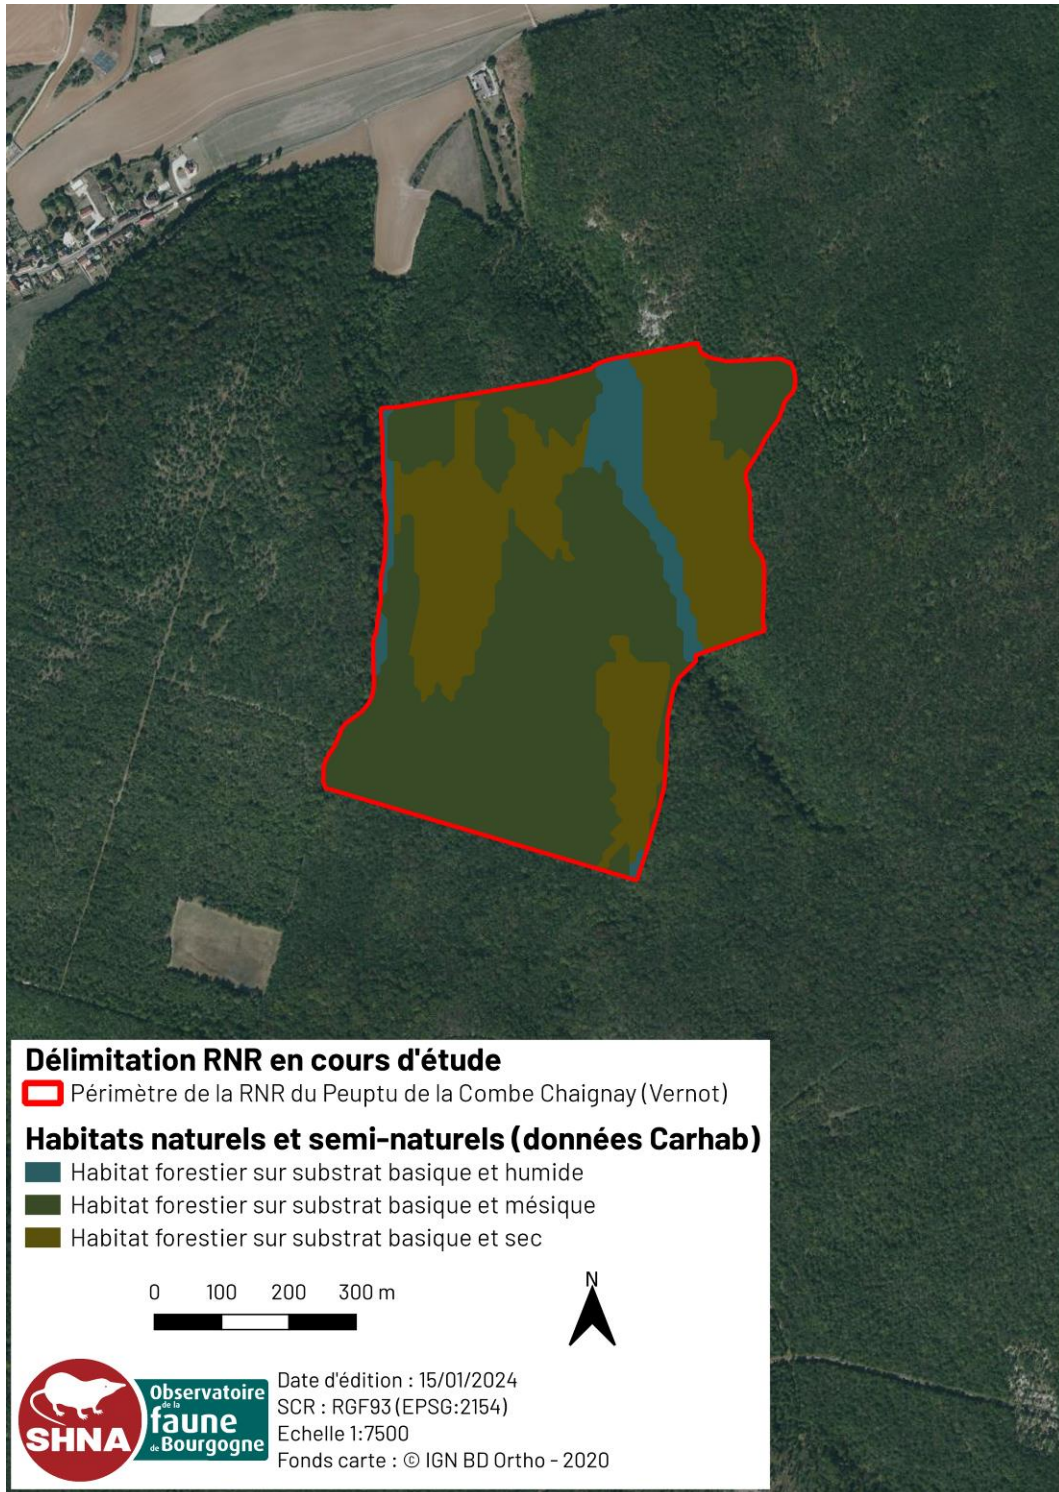 Délimitation RNR en cours d'étude
Périmètre de la RNR du Peuptu de la Combe Chaignay (Vernot)
Habitats naturels et semi-naturels (données Carhab)
Habitat forestier sur substrat basique et humide
Habitat forestier sur substrat basique et mésique
Habitat forestier sur substrat basique et sec
0 100 200 300 m
N
SHNA
Observatoire
de la
faune
de Bourgogne
Date d'édition : 15/01/2024
SCR : RGF93 (EPSG:2154)
Echelle 1:7500
Fonds carte : © IGN BD Ortho - 2020